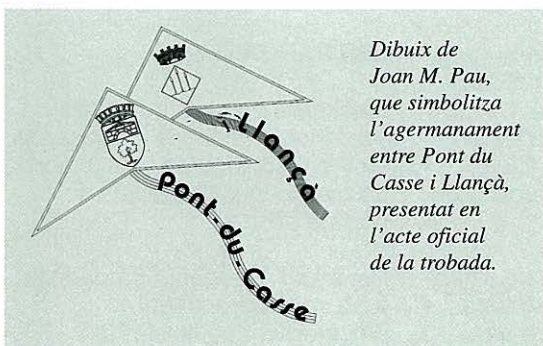 Llançà
Pont-du-Casse
Dibuix de
Joan M. Pau,
que simbolitza
l'agermanament
entre Pont du
Casse i Llançà,
presentat en
l'acte oficial
de la trobada.